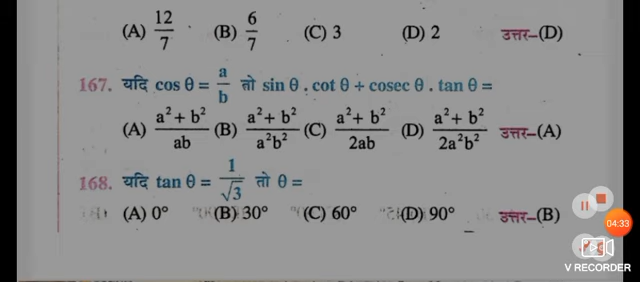 (A) 12/7 (B) 6/7 (C) 3 (D) 2 उत्तर–(D)
167. यदि cos θ = a/b तो sin θ . cot θ + cosec θ . tan θ =
(A) a² + b²/ab (B) a² + b²/a²b² (C) a² + b²/2ab (D) a² + b²/2a²b² उत्तर–(A)
168. यदि tan θ = 1/√3 तो θ =
(A) 0° (B) 30° (C) 60° (D) 90° उत्तर–(B)
04:33
V RECORDER